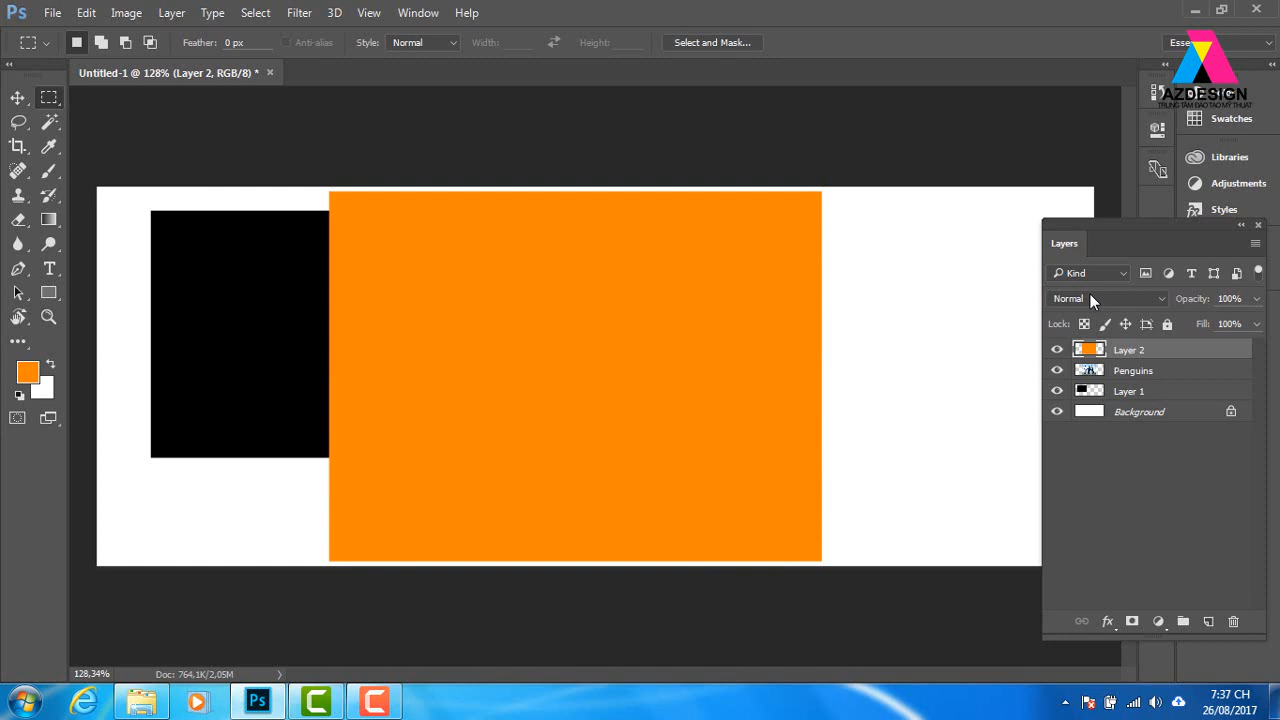 Ps File Edit Image Layer Type Select Filter 3D View Window Help
Feather: 0 px Anti-alias Style: Normal Width: Height: Select and Mask...
Untitled-1 @ 128% (Layer 2, RGB/8) * ×
AZDESIGN
TRUNG TÂM ĐÀO TẠO MỸ THUẬT
Swatches
Libraries
Adjustments
Styles
Layers
Kind
Normal Opacity: 100%
Lock: Fill: 100%
Layer 2
Penguins
Layer 1
Background
fx
128,34% Doc: 764,1K/2,05M
Ps
7:37 CH
26/08/2017